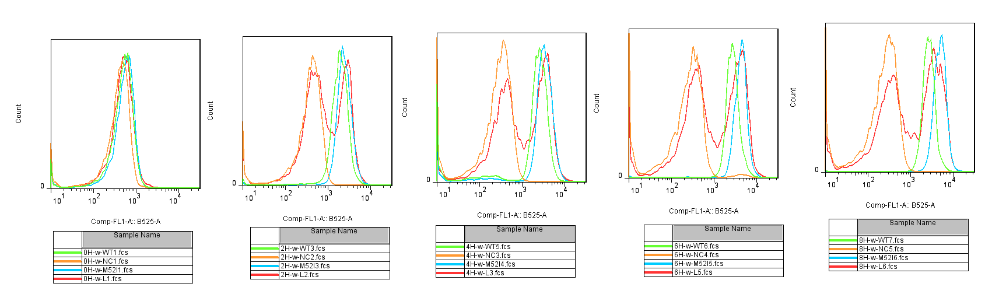 Count
0
10^1 10^2 10^3 10^4
Comp-FL1-A:: B525-A
Sample Name
0H-w-WT1.fcs
0H-w-NC1.fcs
0H-w-M52I1.fcs
0H-w-L1.fcs
Count
0
10^1 10^2 10^3 10^4
Comp-FL1-A:: B525-A
Sample Name
2H-w-WT3.fcs
2H-w-NC2.fcs
2H-w-M52I3.fcs
2H-w-L2.fcs
Count
0
10^1 10^2 10^3 10^4
Comp-FL1-A:: B525-A
Sample Name
4H-w-WT5.fcs
4H-w-NC3.fcs
4H-w-M52I4.fcs
4H-w-L3.fcs
Count
0
10^1 10^2 10^3 10^4
Comp-FL1-A:: B525-A
Sample Name
6H-w-WT6.fcs
6H-w-NC4.fcs
6H-w-M52I5.fcs
6H-w-L5.fcs
Count
0
10^1 10^2 10^3 10^4
Comp-FL1-A:: B525-A
Sample Name
8H-w-WT7.fcs
8H-w-NC5.fcs
8H-w-M52I6.fcs
8H-w-L6.fcs